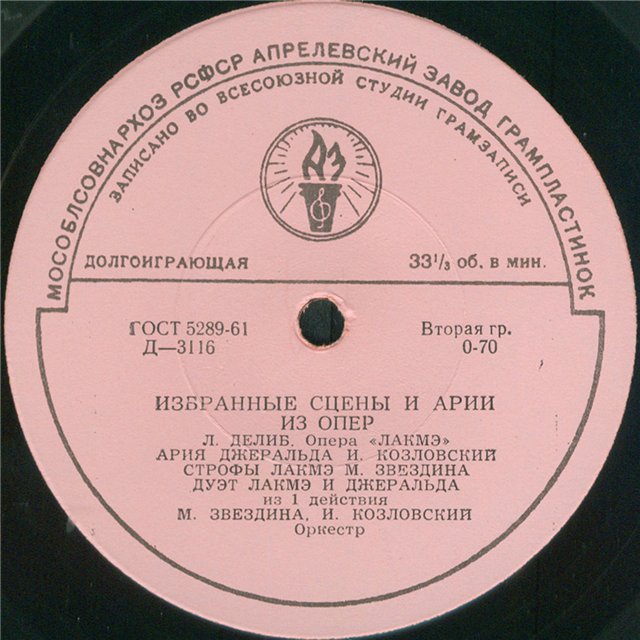 МОСОБЛСОВНАРХОЗ РСФСР АПРЕЛЕВСКИЙ ЗАВОД ГРАМПЛАСТИНОК
ЗАПИСАНО ВО ВСЕСОЮЗНОЙ СТУДИИ ГРАМЗАПИСИ
АЗ
ДОЛГОИГРАЮЩАЯ 33⅓ об. в мин.
ГОСТ 5289-61 Вторая гр.
Д—3116 0-70
ИЗБРАННЫЕ СЦЕНЫ И АРИИ
ИЗ ОПЕР
Л. ДЕЛИБ. Опера «ЛАКМЭ»
АРИЯ ДЖЕРАЛЬДА И. КОЗЛОВСКИЙ
СТРОФЫ ЛАКМЭ М. ЗВЕЗДИНА
ДУЭТ ЛАКМЭ И ДЖЕРАЛЬДА
из 1 действия
М. ЗВЕЗДИНА, И. КОЗЛОВСКИЙ
Оркестр